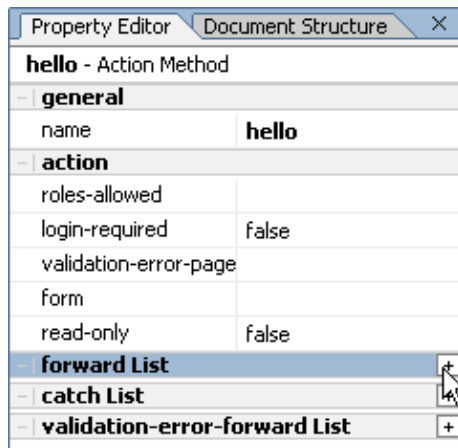 Property Editor Document Structure
hello - Action Method
general
name hello
action
roles-allowed
login-required false
validation-error-page
form
read-only false
forward List
catch List
validation-error-forward List